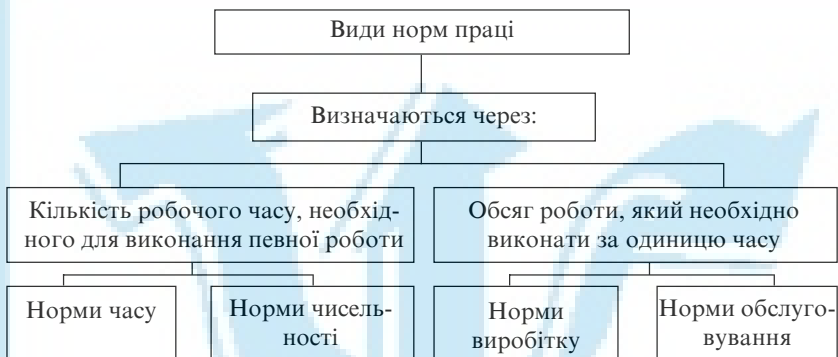 Види норм праці
Визначаються через:
Кількість робочого часу, необхід-
ного для виконання певної роботи
Обсяг роботи, який необхідно
виконати за одиницю часу
Норми часу
Норми чисель-
ності
Норми
виробітку
Норми обслуго-
вування